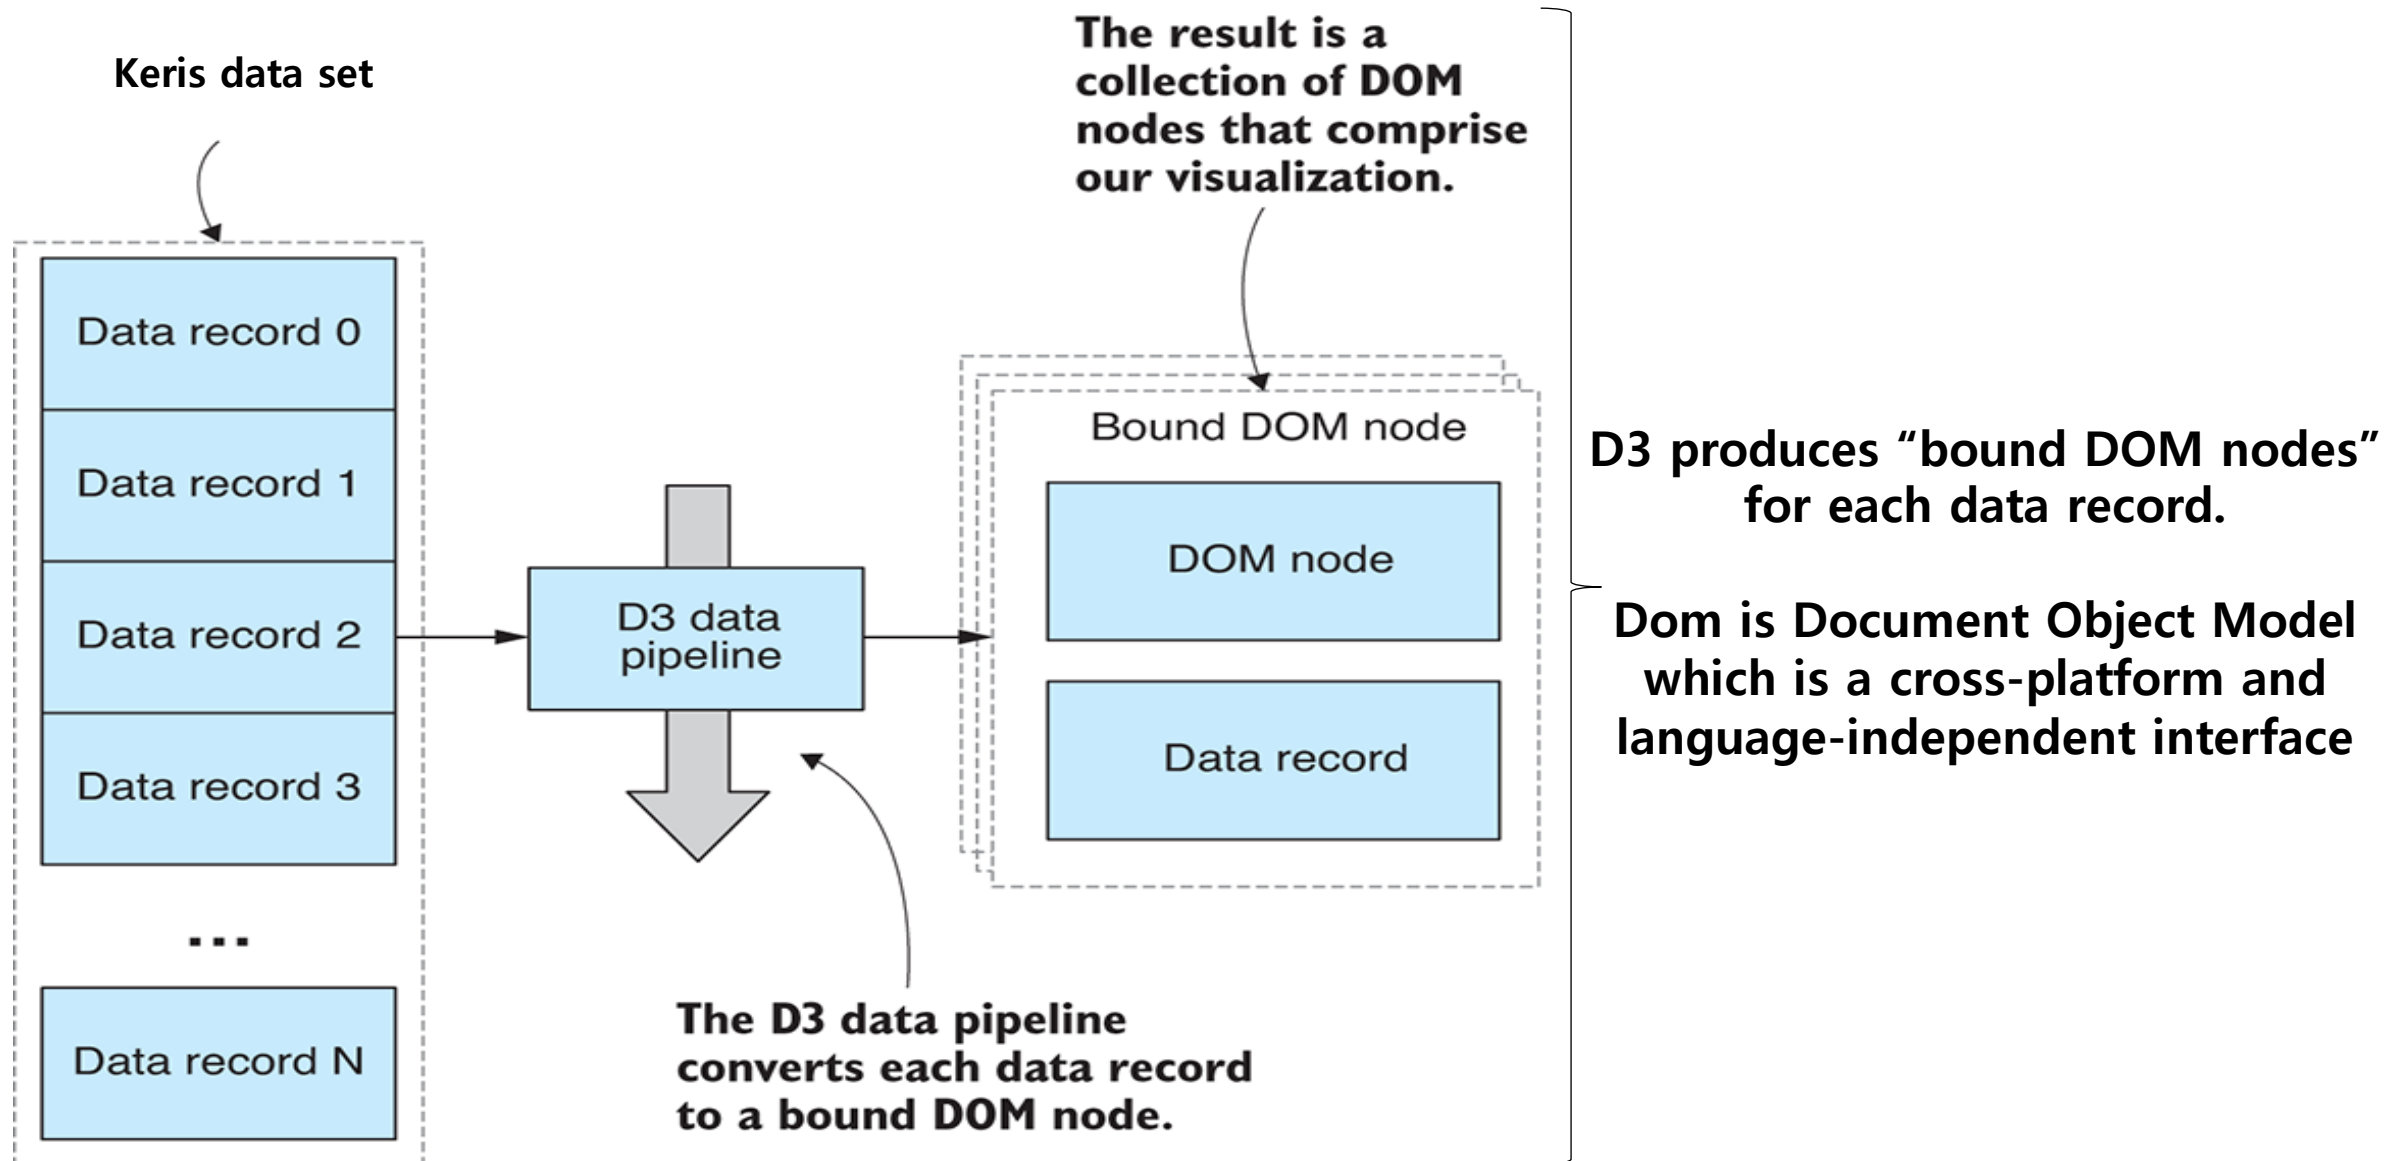 Keris data set
Data record 0
Data record 1
Data record 2
Data record 3
...
Data record N
D3 data
pipeline
The D3 data pipeline
converts each data record
to a bound DOM node.
The result is a
collection of DOM
nodes that comprise
our visualization.
Bound DOM node
DOM node
Data record
D3 produces “bound DOM nodes”
for each data record.
Dom is Document Object Model
which is a cross-platform and
language-independent interface